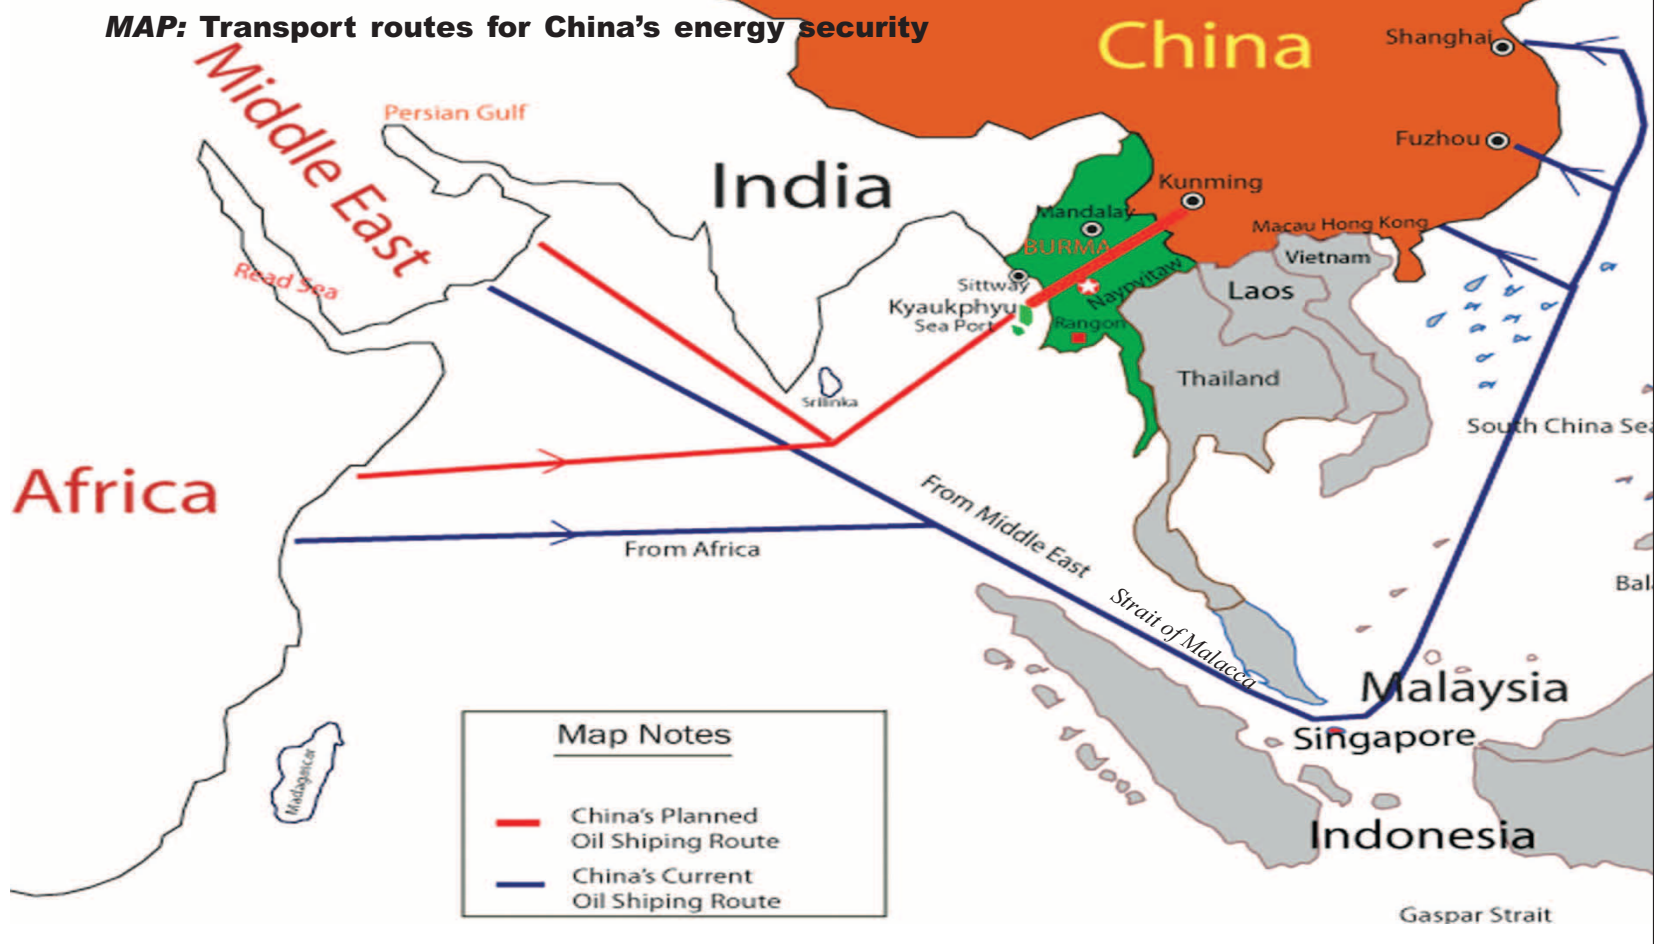 MAP: Transport routes for China's energy security
China
Shanghai
Middle East
Persian Gulf
Fuzhou
India
Kunming
Mandalay
Macau Hong Kong
BURMA
Vietnam
Read Sea
Sittway
Naypyitaw
Laos
Kyaukphyu
Sea Port
Rangon
Thailand
Srilinka
South China Sea
Africa
From Middle East
From Africa
Bal
Strait of Malacca
Malaysia
Singapore
Madagascar
Map Notes
China's Planned
Oil Shiping Route
China's Current
Oil Shiping Route
Indonesia
Gaspar Strait